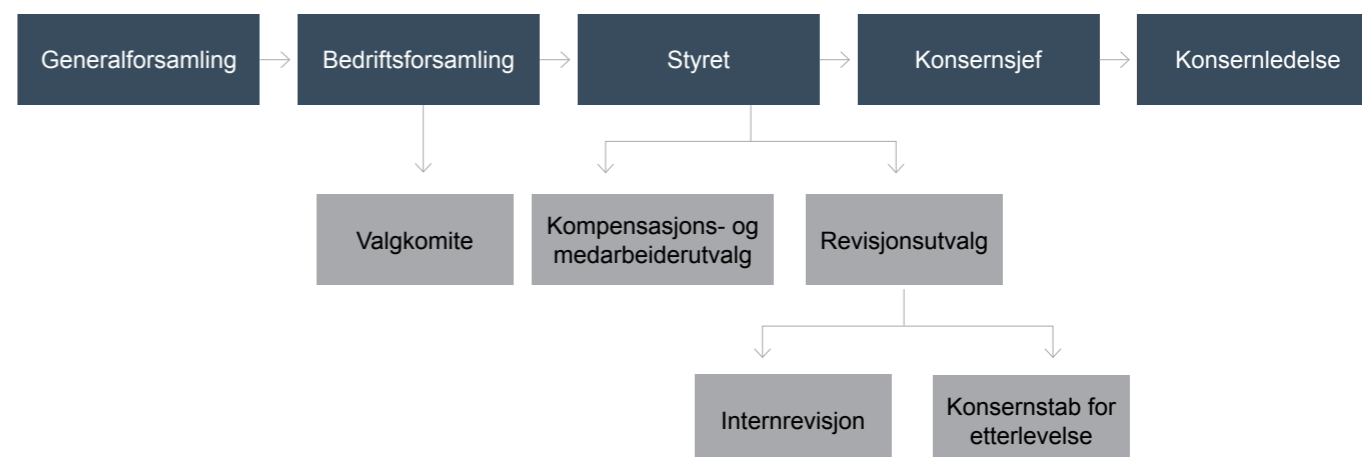 Generalforsamling
Bedriftsforsamling
Styret
Konsernsjef
Konsernledelse
Valgkomite
Kompensasjons- og
medarbeiderutvalg
Revisjonsutvalg
Internrevisjon
Konsernstab for
etterlevelse